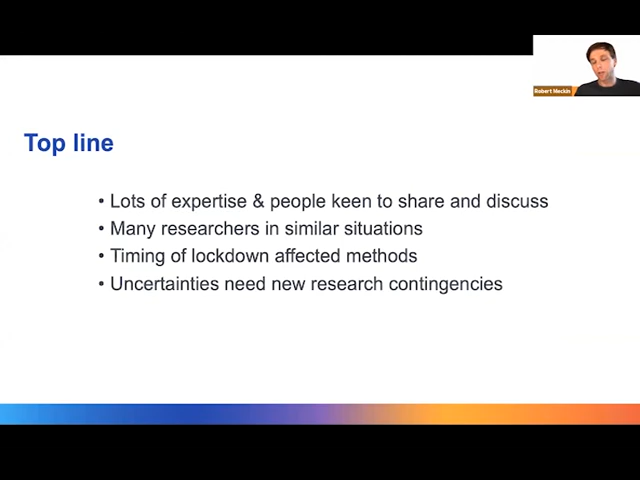 Robert Meckin
Top line
• Lots of expertise & people keen to share and discuss
• Many researchers in similar situations
• Timing of lockdown affected methods
• Uncertainties need new research contingencies